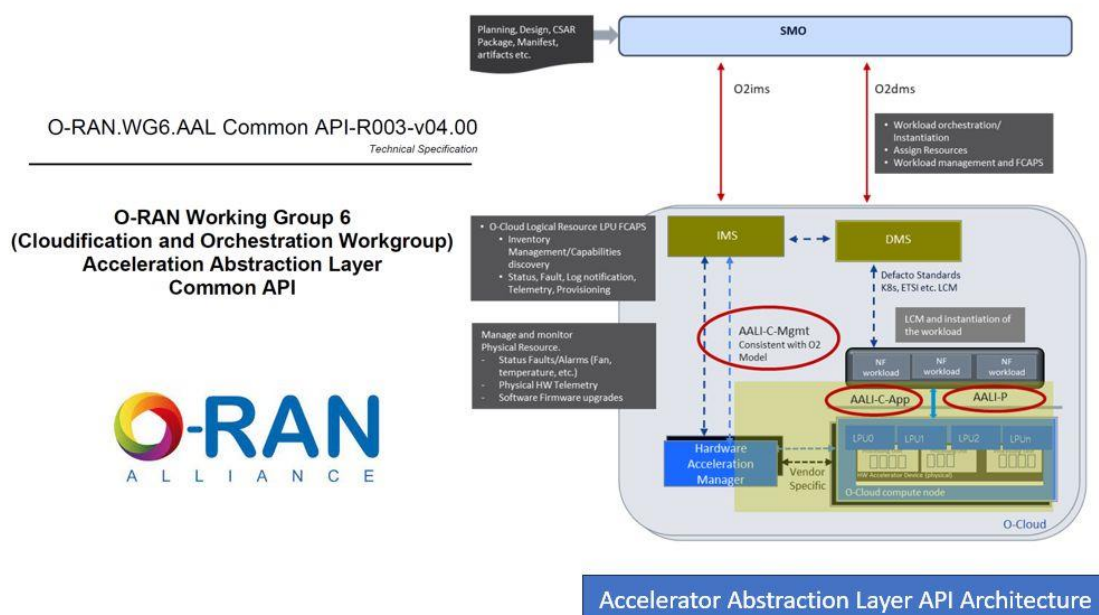 Planning, Design, CSAR
Package, Manifest,
artifacts etc.
SMO
O2ims
O2dms
O-RAN.WG6.AAL Common API-R003-v04.00
Technical Specification
• Workload orchestration/
Instantiation
• Assign Resources
• Workload management and FCAPS
O-RAN Working Group 6
(Cloudification and Orchestration Workgroup)
Acceleration Abstraction Layer
Common API
• O-Cloud Logical Resource LPU FCAPS
• Inventory
Management/Capabilities
discovery
• Status, Fault, Log notification,
Telemetry, Provisioning
IMS
DMS
Defacto Standards
K8s, ETSI etc. LCM
LCM and instantiation of
the workload
Manage and monitor
Physical Resource.
- Status Faults/Alarms (Fan,
temperature, etc.)
- Physical HW Telemetry
- Software Firmware upgrades
AALI-C-Mgmt
Consistent with O2
Model
NF
workload
NF
workload
NF
workload
AALI-C-App
AALI-P
O-RAN
ALLIANCE
Hardware
Acceleration
Manager
Vendor
Specific
LPU0
LPU1
LPU2
LPUn
HW Accelerator Device (physical)
O-Cloud compute node
O-Cloud
Accelerator Abstraction Layer API Architecture